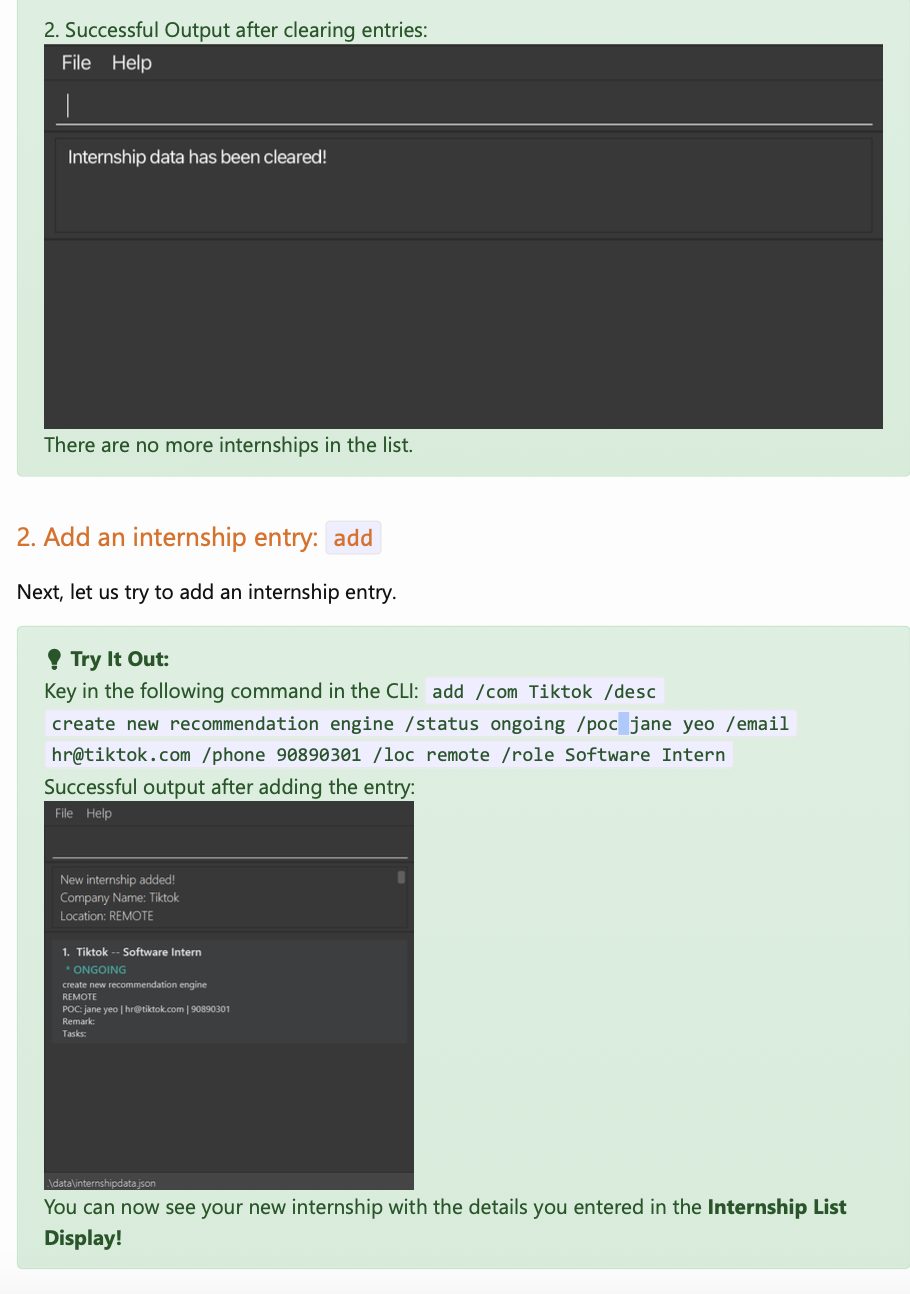 2. Successful Output after clearing entries:
File Help
Internship data has been cleared!
There are no more internships in the list.
2. Add an internship entry: add
Next, let us try to add an internship entry.
Try It Out:
Key in the following command in the CLI: add /com Tiktok /desc
create new recommendation engine /status ongoing /poc jane yeo /email
hr@tiktok.com /phone 90890301 /loc remote /role Software Intern
Successful output after adding the entry:
File Help
New internship added!
Company Name: Tiktok
Location: REMOTE
1. Tiktok -- Software Intern
* ONGOING
create new recommendation engine
REMOTE
POC: jane yeo | hr@tiktok.com | 90890301
Remark:
Tasks:
.\data\internshipdata.json
You can now see your new internship with the details you entered in the Internship List
Display!